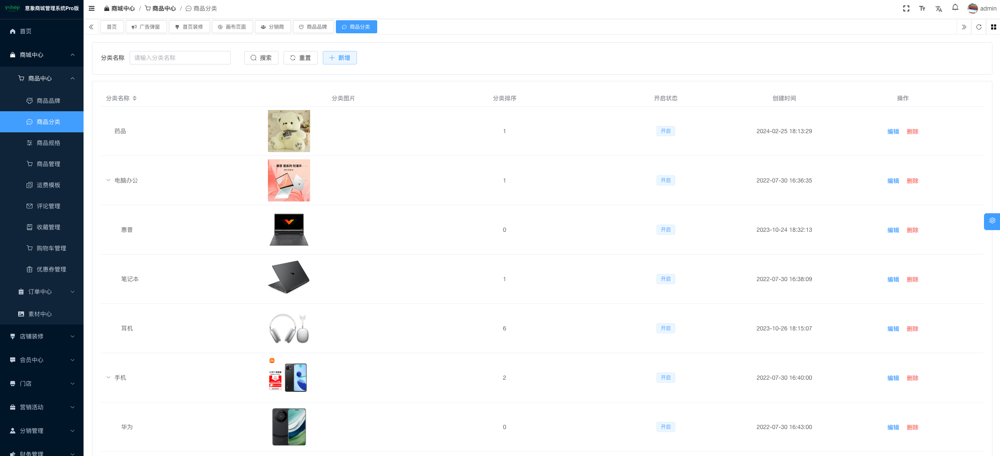 yshop 意象商城管理系统Pro版
商城中心 / 商品中心 / 商品分类
admin
首页
广告弹窗
首页装修
画布页面
分销商
商品品牌
商品分类
首页
商城中心
商品中心
商品品牌
商品分类
商品规格
商品管理
运费模板
评论管理
收藏管理
购物车管理
优惠券管理
订单中心
素材中心
店铺装修
会员中心
门店
营销活动
分销管理
财务管理
分类名称 请输入分类名称 搜索 重置 新增
分类名称 分类图片 分类排序 开启状态 创建时间 操作
药品 1 开启 2024-02-25 18:13:29 编辑 删除
惠普 星系列 轻薄本
电脑办公 1 开启 2022-07-30 16:36:35 编辑 删除
惠普 0 开启 2023-10-24 18:32:13 编辑 删除
笔记本 1 开启 2022-07-30 16:38:09 编辑 删除
耳机 6 开启 2023-10-26 18:15:07 编辑 删除
手机 2 开启 2022-07-30 16:40:00 编辑 删除
华为 0 开启 2022-07-30 16:43:00 编辑 删除